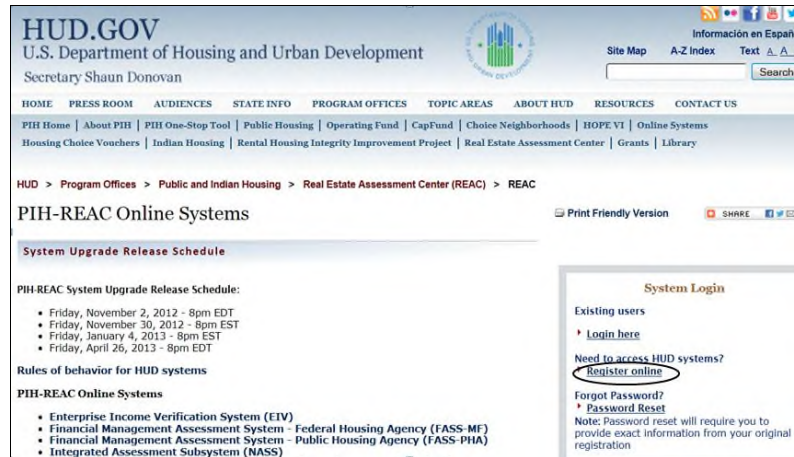 HUD.GOV
U.S. Department of Housing and Urban Development
Secretary Shaun Donovan
Información en Españ
Site Map A-Z Index Text A A
Search
HOME PRESS ROOM AUDIENCES STATE INFO PROGRAM OFFICES TOPIC AREAS ABOUT HUD RESOURCES CONTACT US
PIH Home | About PIH | PIH One-Stop Tool | Public Housing | Operating Fund | CapFund | Choice Neighborhoods | HOPE VI | Online Systems
Housing Choice Vouchers | Indian Housing | Rental Housing Integrity Improvement Project | Real Estate Assessment Center | Grants | Library
HUD > Program Offices > Public and Indian Housing > Real Estate Assessment Center (REAC) > REAC
PIH-REAC Online Systems
Print Friendly Version
SHARE
System Upgrade Release Schedule
PIH-REAC System Upgrade Release Schedule:
• Friday, November 2, 2012 - 8pm EDT
• Friday, November 30, 2012 - 8pm EST
• Friday, January 4, 2013 - 8pm EST
• Friday, April 26, 2013 - 8pm EDT
Rules of behavior for HUD systems
PIH-REAC Online Systems
• Enterprise Income Verification System (EIV)
• Financial Management Assessment System - Federal Housing Agency (FASS-MF)
• Financial Management Assessment System - Public Housing Agency (FASS-PHA)
• Integrated Assessment Subsystem (NASS)
System Login
Existing users
Login here
Need to access HUD systems?
Register online
Forgot Password?
Password Reset
Note: Password reset will require you to
provide exact information from your original
registration